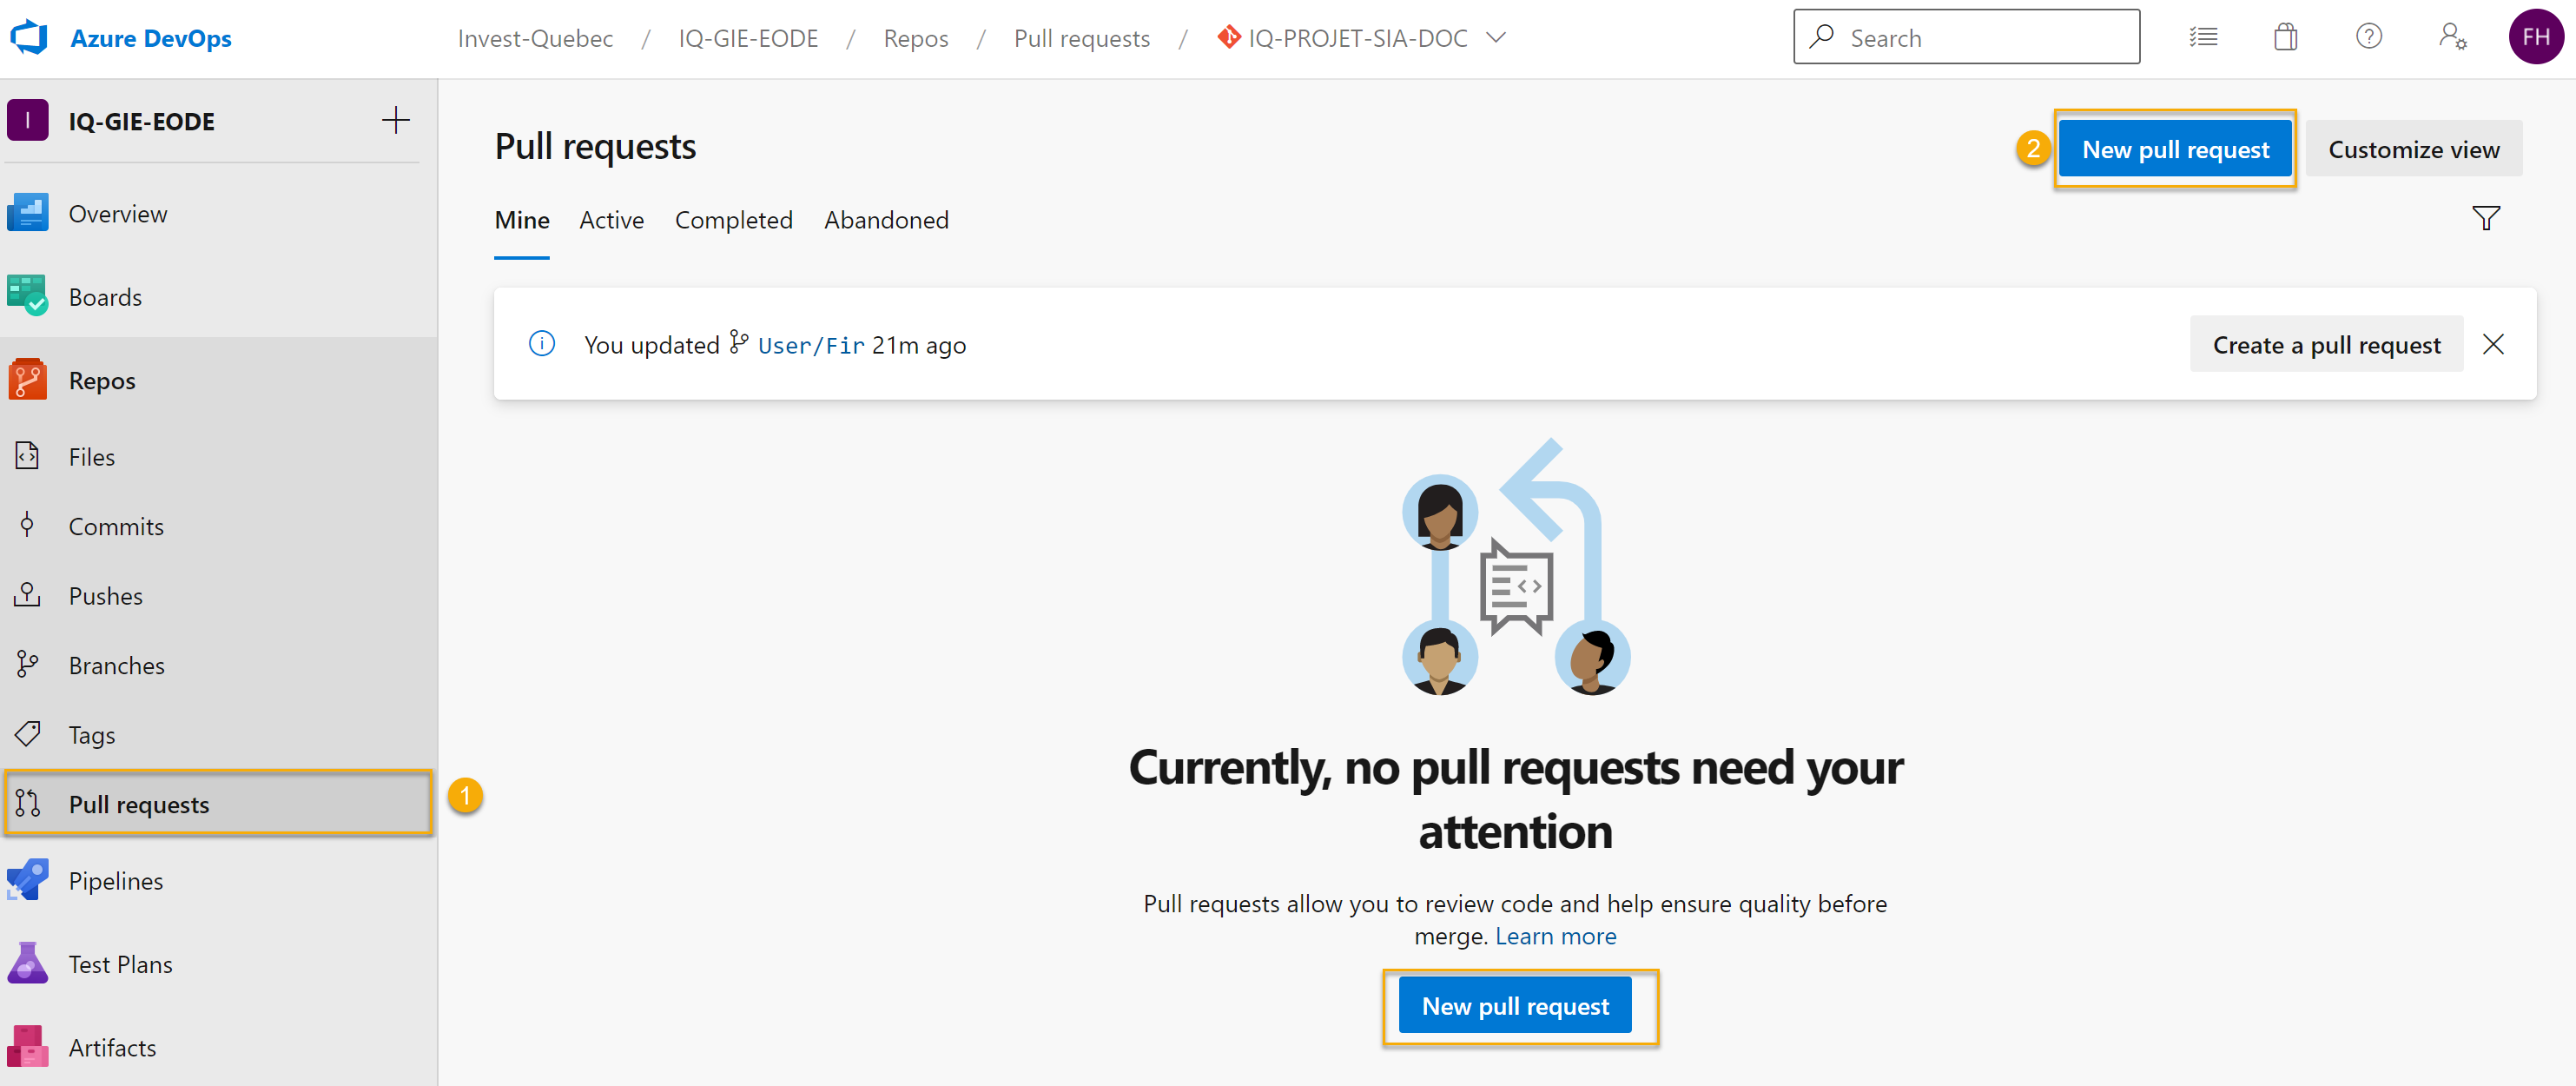 Azure DevOps
Invest-Quebec / IQ-GIE-EODE / Repos / Pull requests / IQ-PROJET-SIA-DOC
Search
FH
I IQ-GIE-EODE
Overview
Boards
Repos
Files
Commits
Pushes
Branches
Tags
Pull requests
1
Pipelines
Test Plans
Artifacts
Pull requests
2
New pull request
Customize view
Mine Active Completed Abandoned
You updated User/Fir 21m ago
Create a pull request
Currently, no pull requests need your
attention
Pull requests allow you to review code and help ensure quality before
merge. Learn more
New pull request